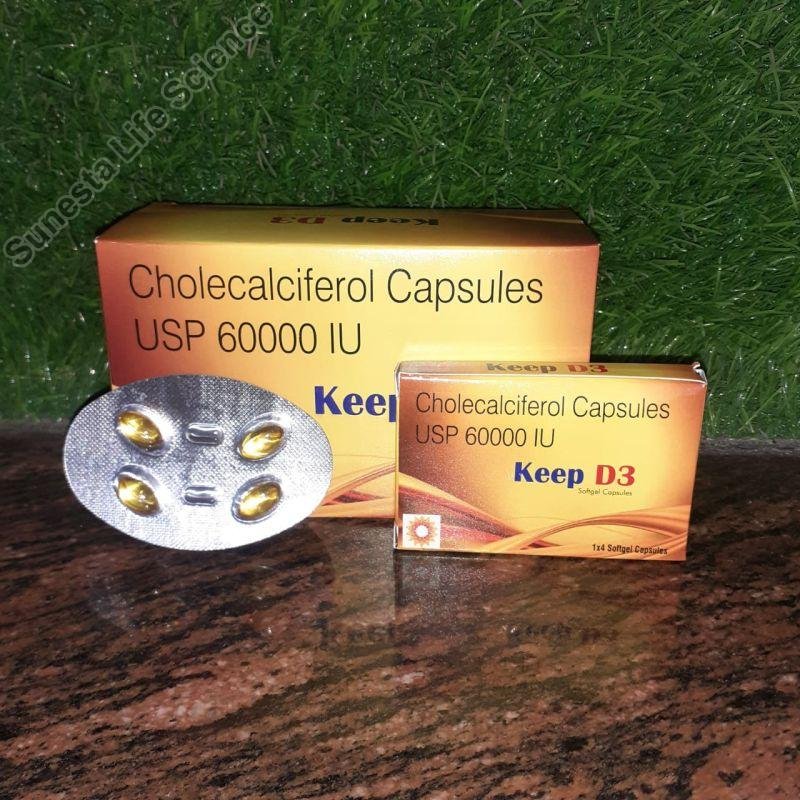 Sunesta Life Science
Keep D3
Cholecalciferol Capsules
USP 60000 IU
Keep
Keep D3
Cholecalciferol Capsules
USP 60000 IU
Keep D3
Softgel Capsules
1x4 Softgel Capsules